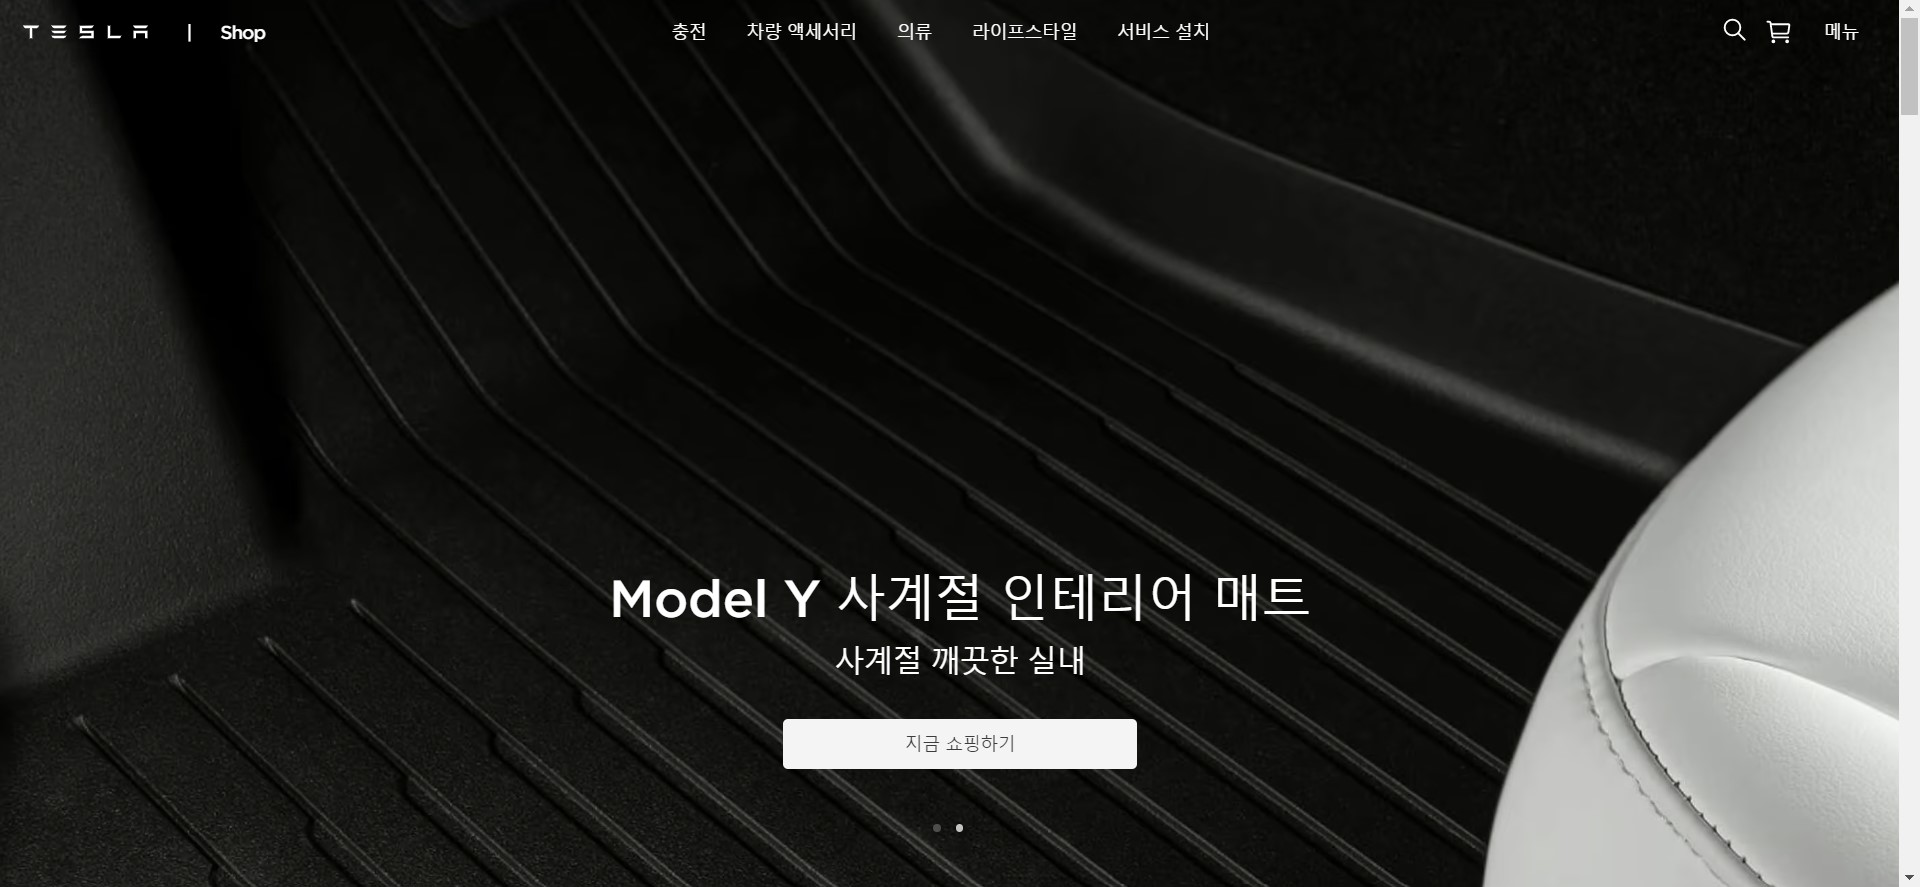 TESLA | Shop
충전 차량 액세서리 의류 라이프스타일 서비스 설치
메뉴
Model Y 사계절 인테리어 매트
사계절 깨끗한 실내
지금 쇼핑하기